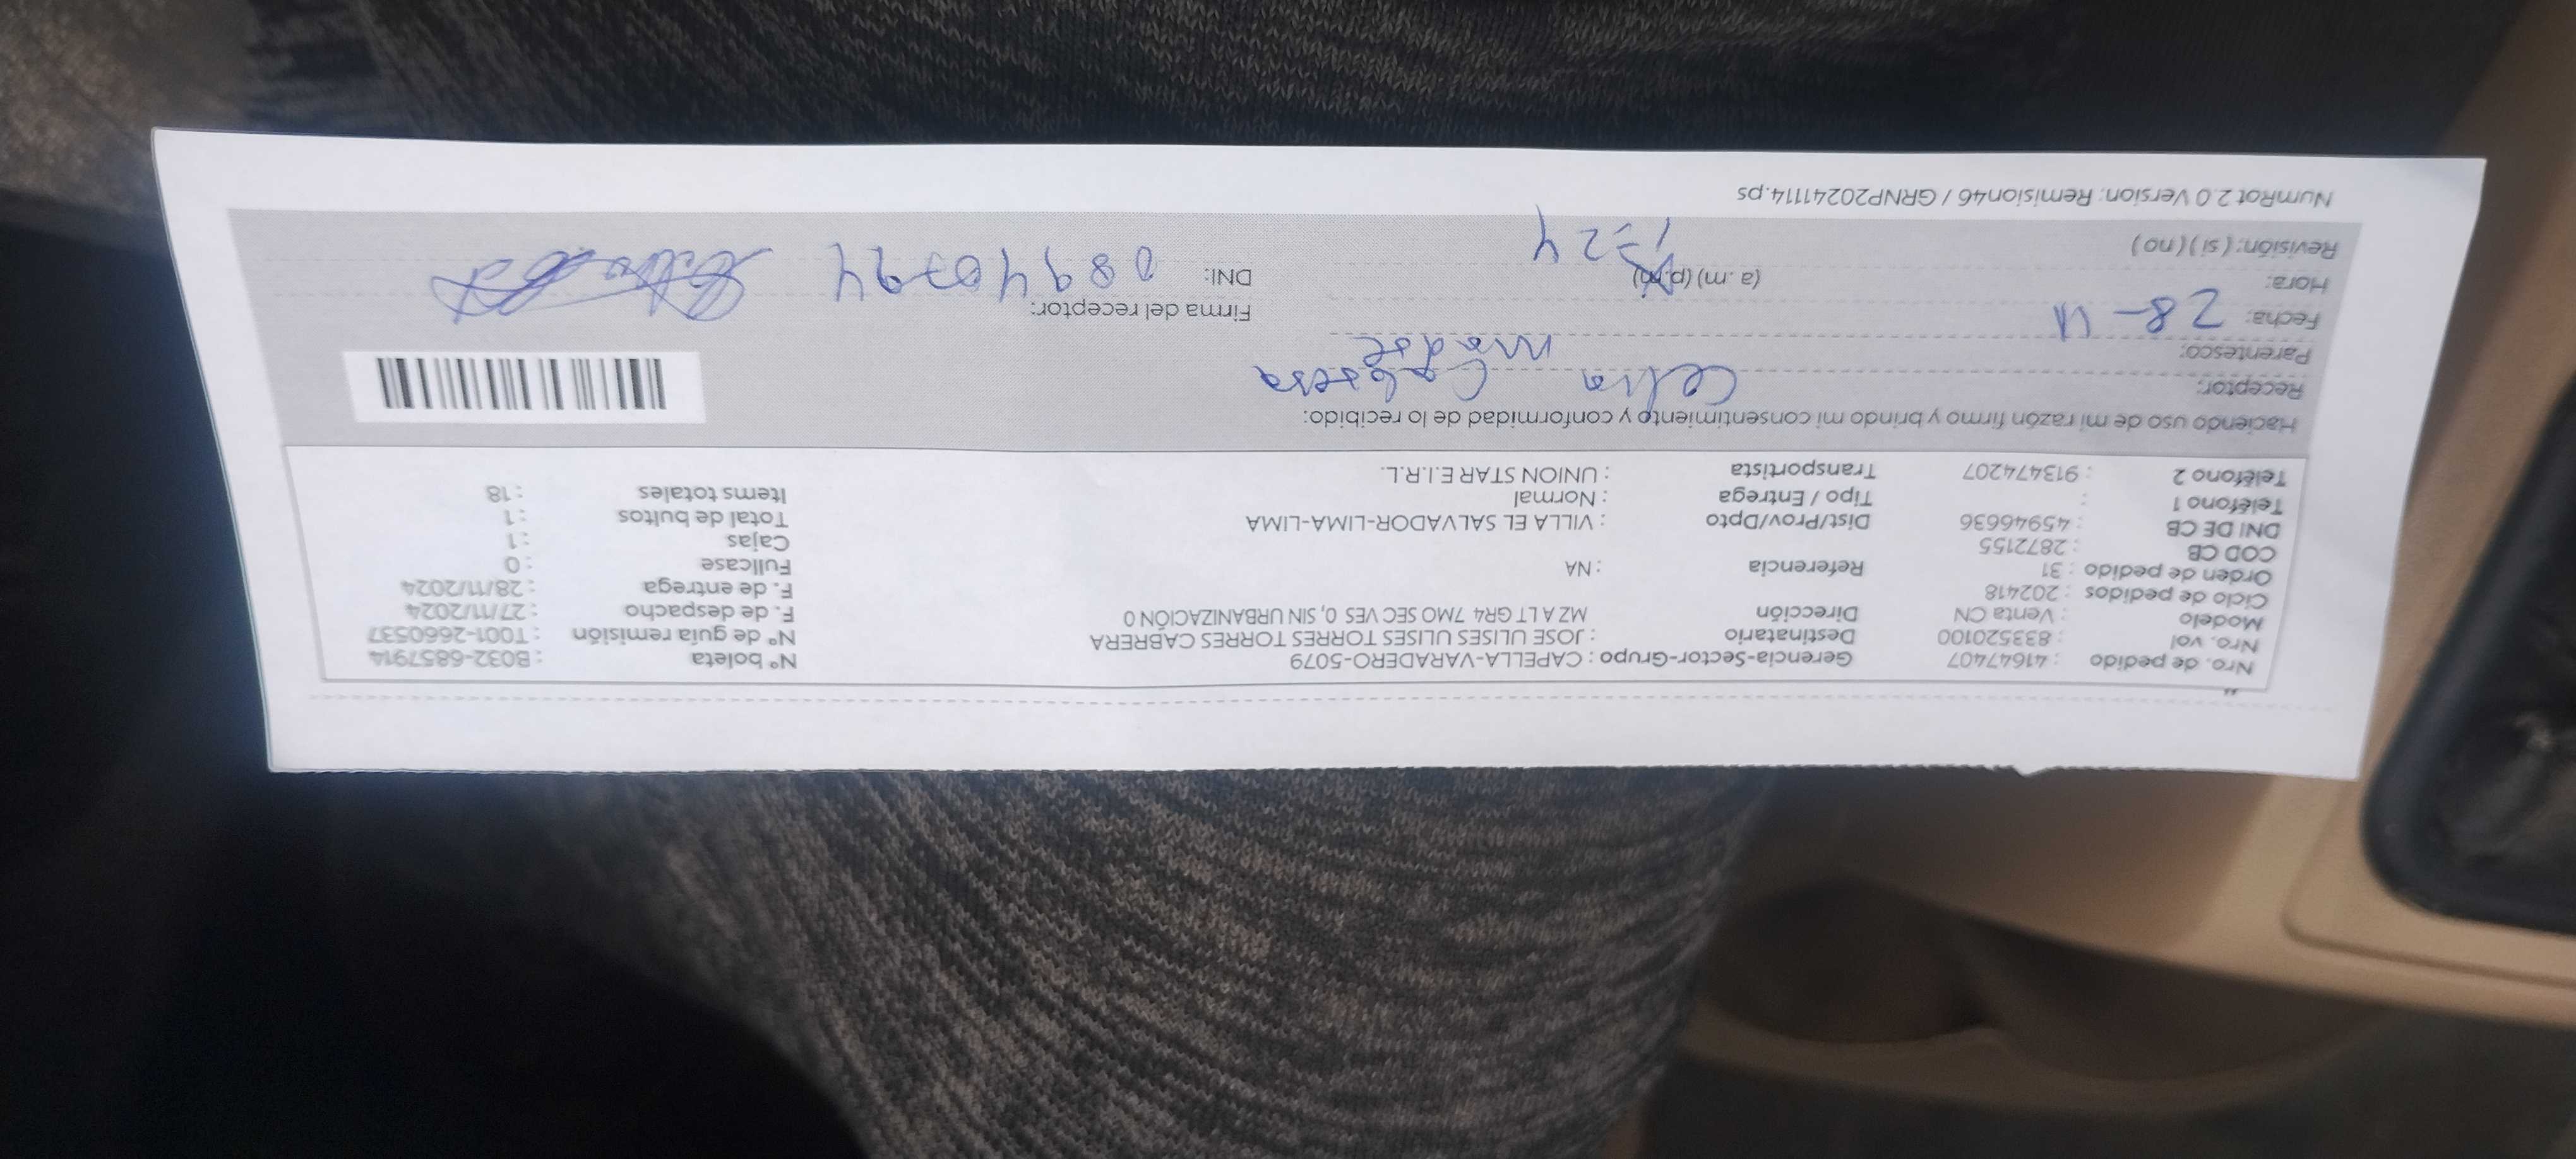 Nro. de pedido : 41647407 Gerencia-Sector-Grupo : CAPELLA-VARADERO-5079 N° boleta : B032-6857914
Nro. vol : 833520100 Destinatario : JOSE ULISES ULISES TORRES TORRES CABRERA N° de guía remisión : T001-2660537
Modelo : Venta CN Dirección MZ A LT GR4 7MO SEC VES 0, SIN URBANIZACIÓN 0 F. de despacho : 27/11/2024
Ciclo de pedidos : 202418 F. de entrega : 28/11/2024
Orden de pedido : 31 Referencia : NA Fullcase : 0
COD CB : 2872155 Cajas : 1
DNI DE CB : 45946636 Dist/Prov/Dpto : VILLA EL SALVADOR-LIMA-LIMA Total de bultos : 1
Teléfono 1 : Tipo / Entrega : Normal Items totales : 18
Teléfono 2 : 913474207 Transportista : UNION STAR E.I.R.L.
Haciendo uso de mi razón firmo y brindo mi consentimiento y conformidad de lo recibido:
Receptor: Celia Cabrera
Parentesco: madre
Fecha: 28-11 Firma del receptor:
Hora: (a.m) (p.m) DNI: 08940794
Revisión: (si) (no)
NumRot 2.0 Version: Remision46 / GRNP20241114.ps